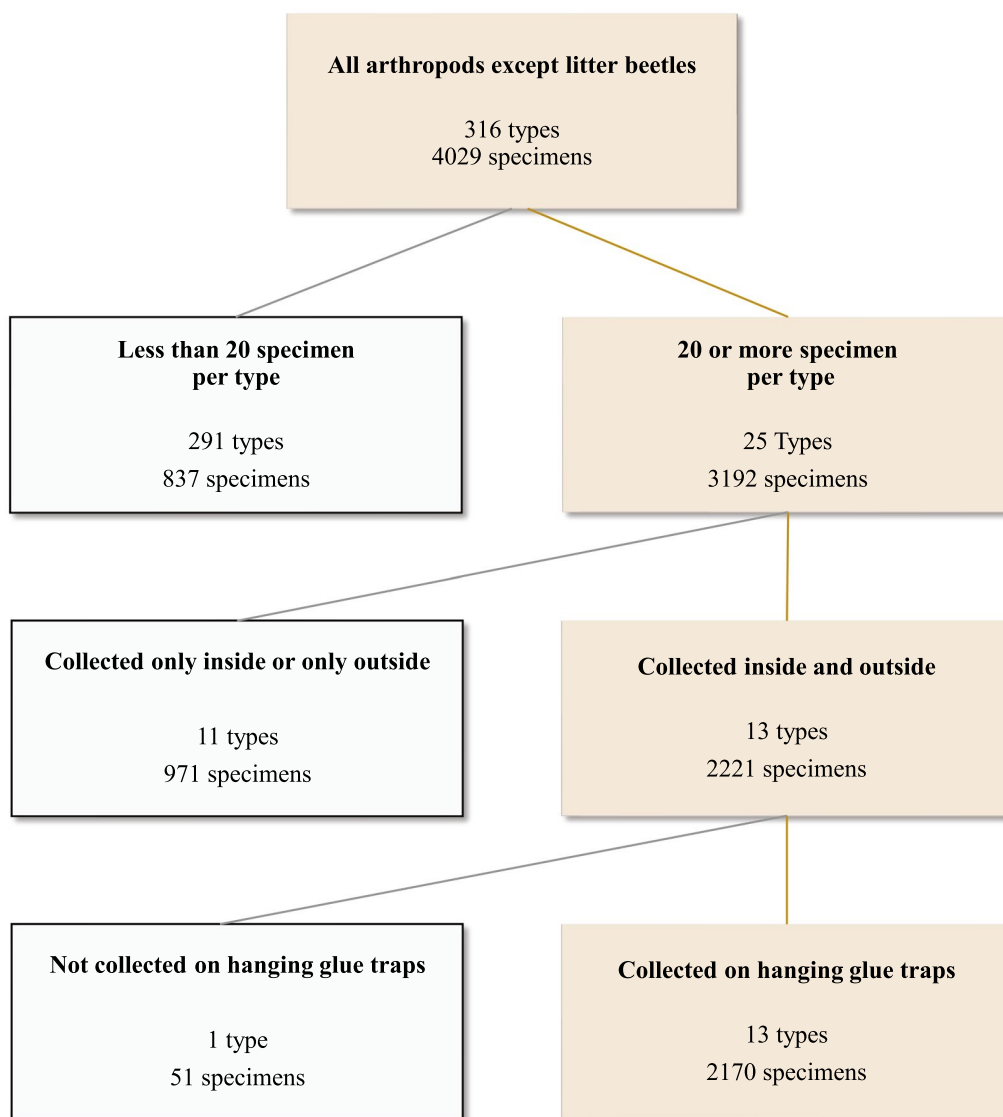 All arthropods except litter beetles
316 types
4029 specimens
Less than 20 specimen
per type
291 types
837 specimens
20 or more specimen
per type
25 Types
3192 specimens
Collected only inside or only outside
11 types
971 specimens
Collected inside and outside
13 types
2221 specimens
Not collected on hanging glue traps
1 type
51 specimens
Collected on hanging glue traps
13 types
2170 specimens